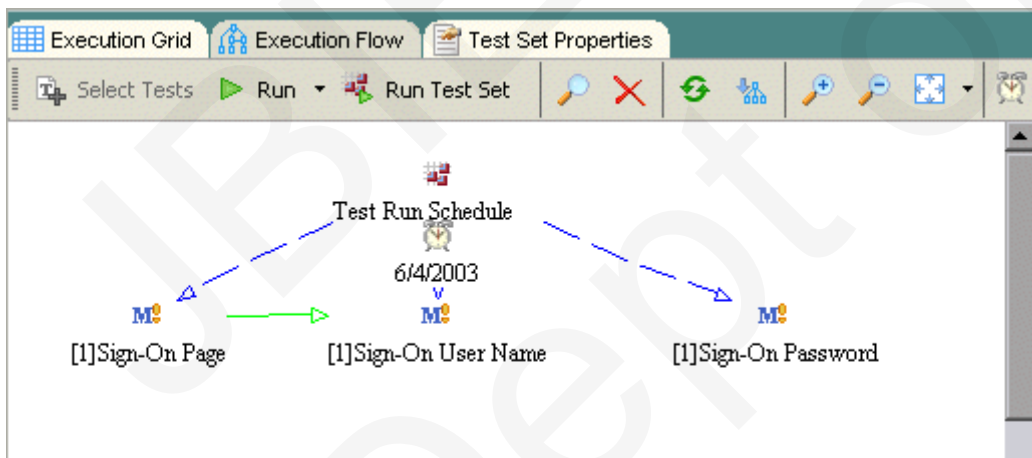 Execution Grid Execution Flow Test Set Properties
Select Tests Run Run Test Set
Test Run Schedule
6/4/2003
[1]Sign-On Page [1]Sign-On User Name [1]Sign-On Password